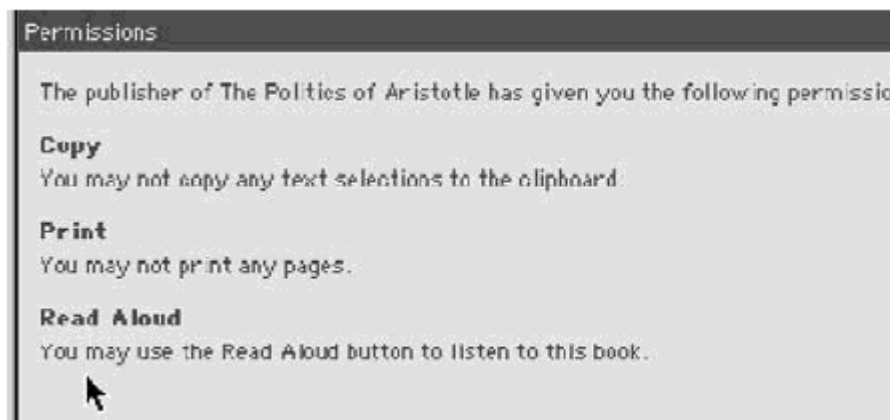 Permissions
The publisher of The Politics of Aristotle has given you the following permissio
Copy
You may not copy any text selections to the clipboard.
Print
You may not print any pages.
Read Aloud
You may use the Read Aloud button to listen to this book.